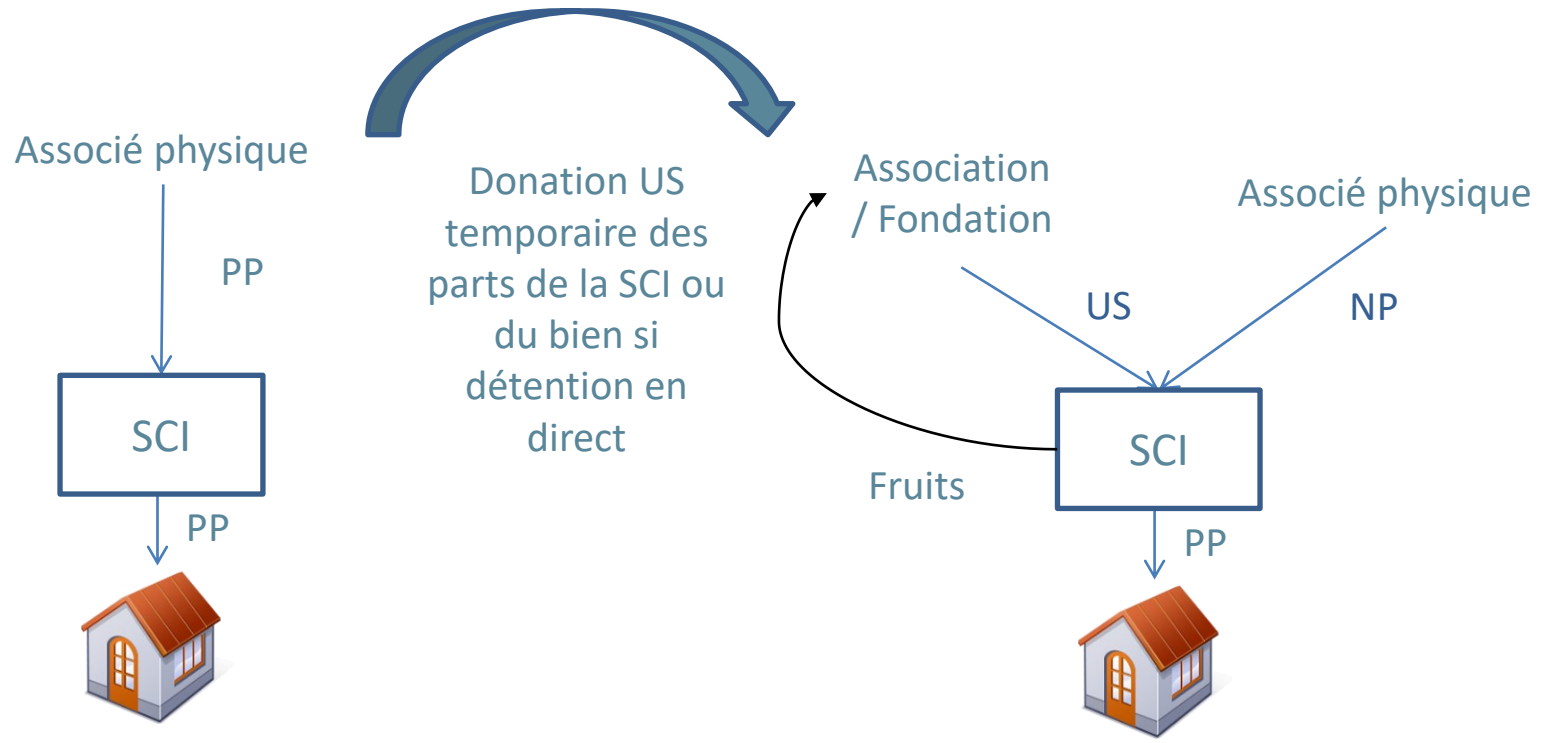 Associé physique
PP
SCI
PP
Donation US
temporaire des
parts de la SCI ou
du bien si
détention en
direct
Association
/ Fondation
Associé physique
US
NP
SCI
Fruits
PP